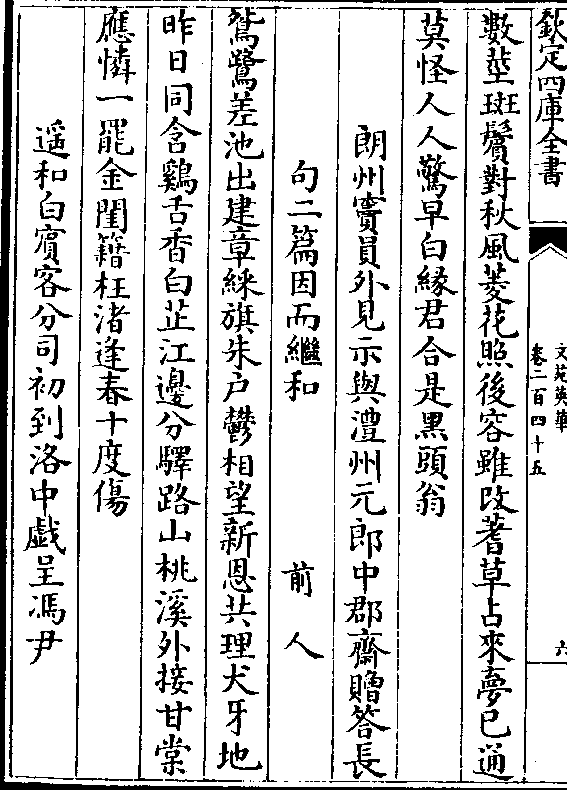 欽定四庫全書
文苑英華
卷二百四十五
六
數莖斑鬢對秋風菱花照後容雖改蓍草占來夢已通
莫怪人人驚早白緣君合是黑頭翁
朗州竇員外見示與澧州元郎中郡齋贈答長
句二篇因而繼和 前人
鴛鷺差池出建章綵旗朱户鬱相望新恩共理犬牙地
昨日同含鷄舌香白芷江邊分驛路山桃溪外接甘棠
應憐一罷金閨籍枉渚逢春十度傷
遥和白賓客分司初到洛中戲呈馮尹